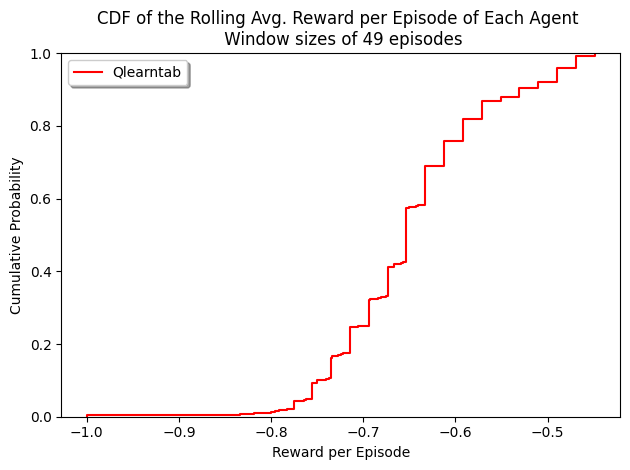 CDF of the Rolling Avg. Reward per Episode of Each Agent
Window sizes of 49 episodes
Qlearntab
Cumulative Probability
1.0
0.8
0.6
0.4
0.2
0.0
−1.0
−0.9
−0.8
−0.7
−0.6
−0.5
Reward per Episode